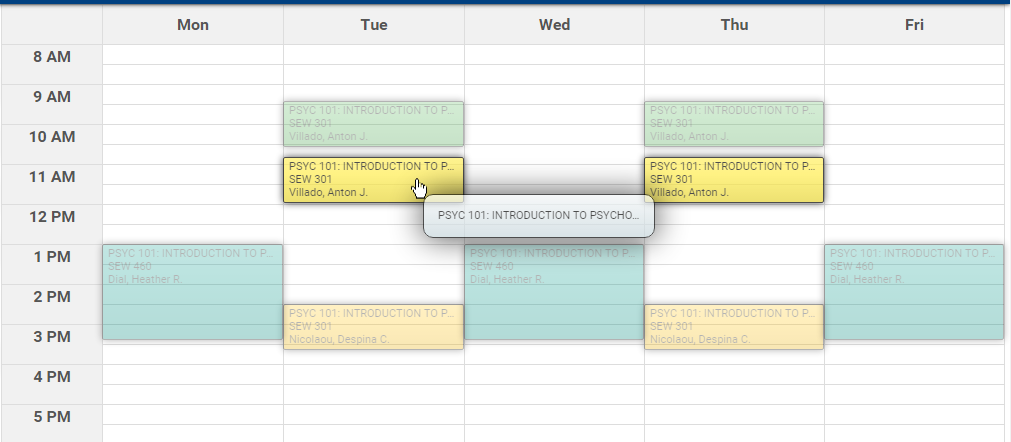 Mon Tue Wed Thu Fri
8 AM
9 AM
PSYC 101: INTRODUCTION TO P...
SEW 301
Villado, Anton J.
PSYC 101: INTRODUCTION TO P...
SEW 301
Villado, Anton J.
10 AM
11 AM
PSYC 101: INTRODUCTION TO P...
SEW 301
Villado, Anton J.
PSYC 101: INTRODUCTION TO P...
SEW 301
Villado, Anton J.
PSYC 101: INTRODUCTION TO PSYCHO...
12 PM
1 PM
PSYC 101: INTRODUCTION TO P...
SEW 460
Dial, Heather R.
PSYC 101: INTRODUCTION TO P...
SEW 460
Dial, Heather R.
PSYC 101: INTRODUCTION TO P...
SEW 460
Dial, Heather R.
2 PM
PSYC 101: INTRODUCTION TO P...
SEW 301
Nicolaou, Despina C.
PSYC 101: INTRODUCTION TO P...
SEW 301
Nicolaou, Despina C.
3 PM
4 PM
5 PM